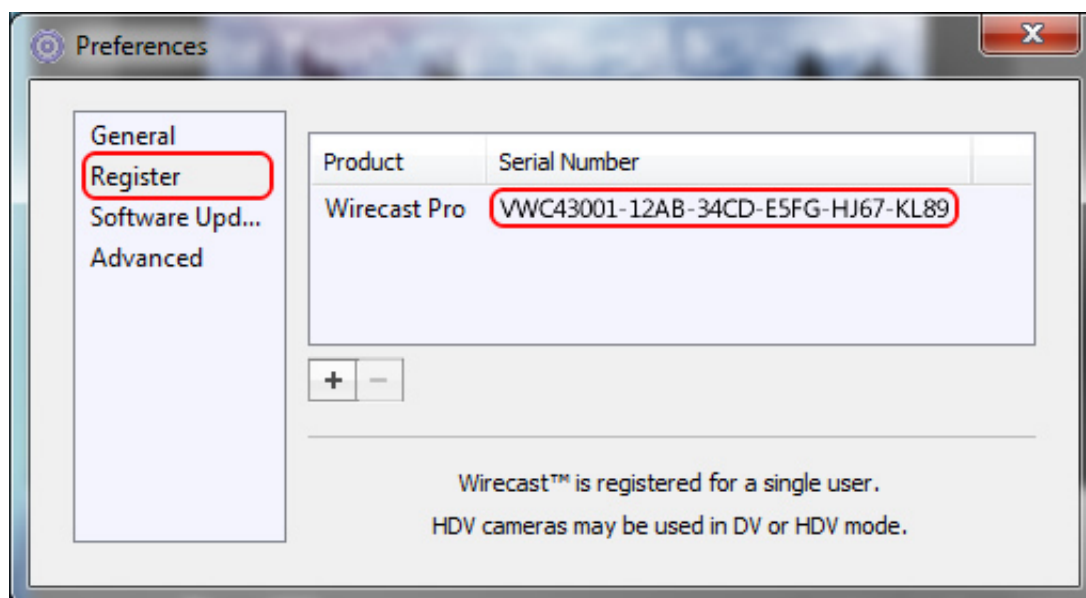 Preferences
General
Register
Software Upd...
Advanced
Product Serial Number
Wirecast Pro VWC43001-12AB-34CD-E5FG-HJ67-KL89
Wirecast™ is registered for a single user.
HDV cameras may be used in DV or HDV mode.